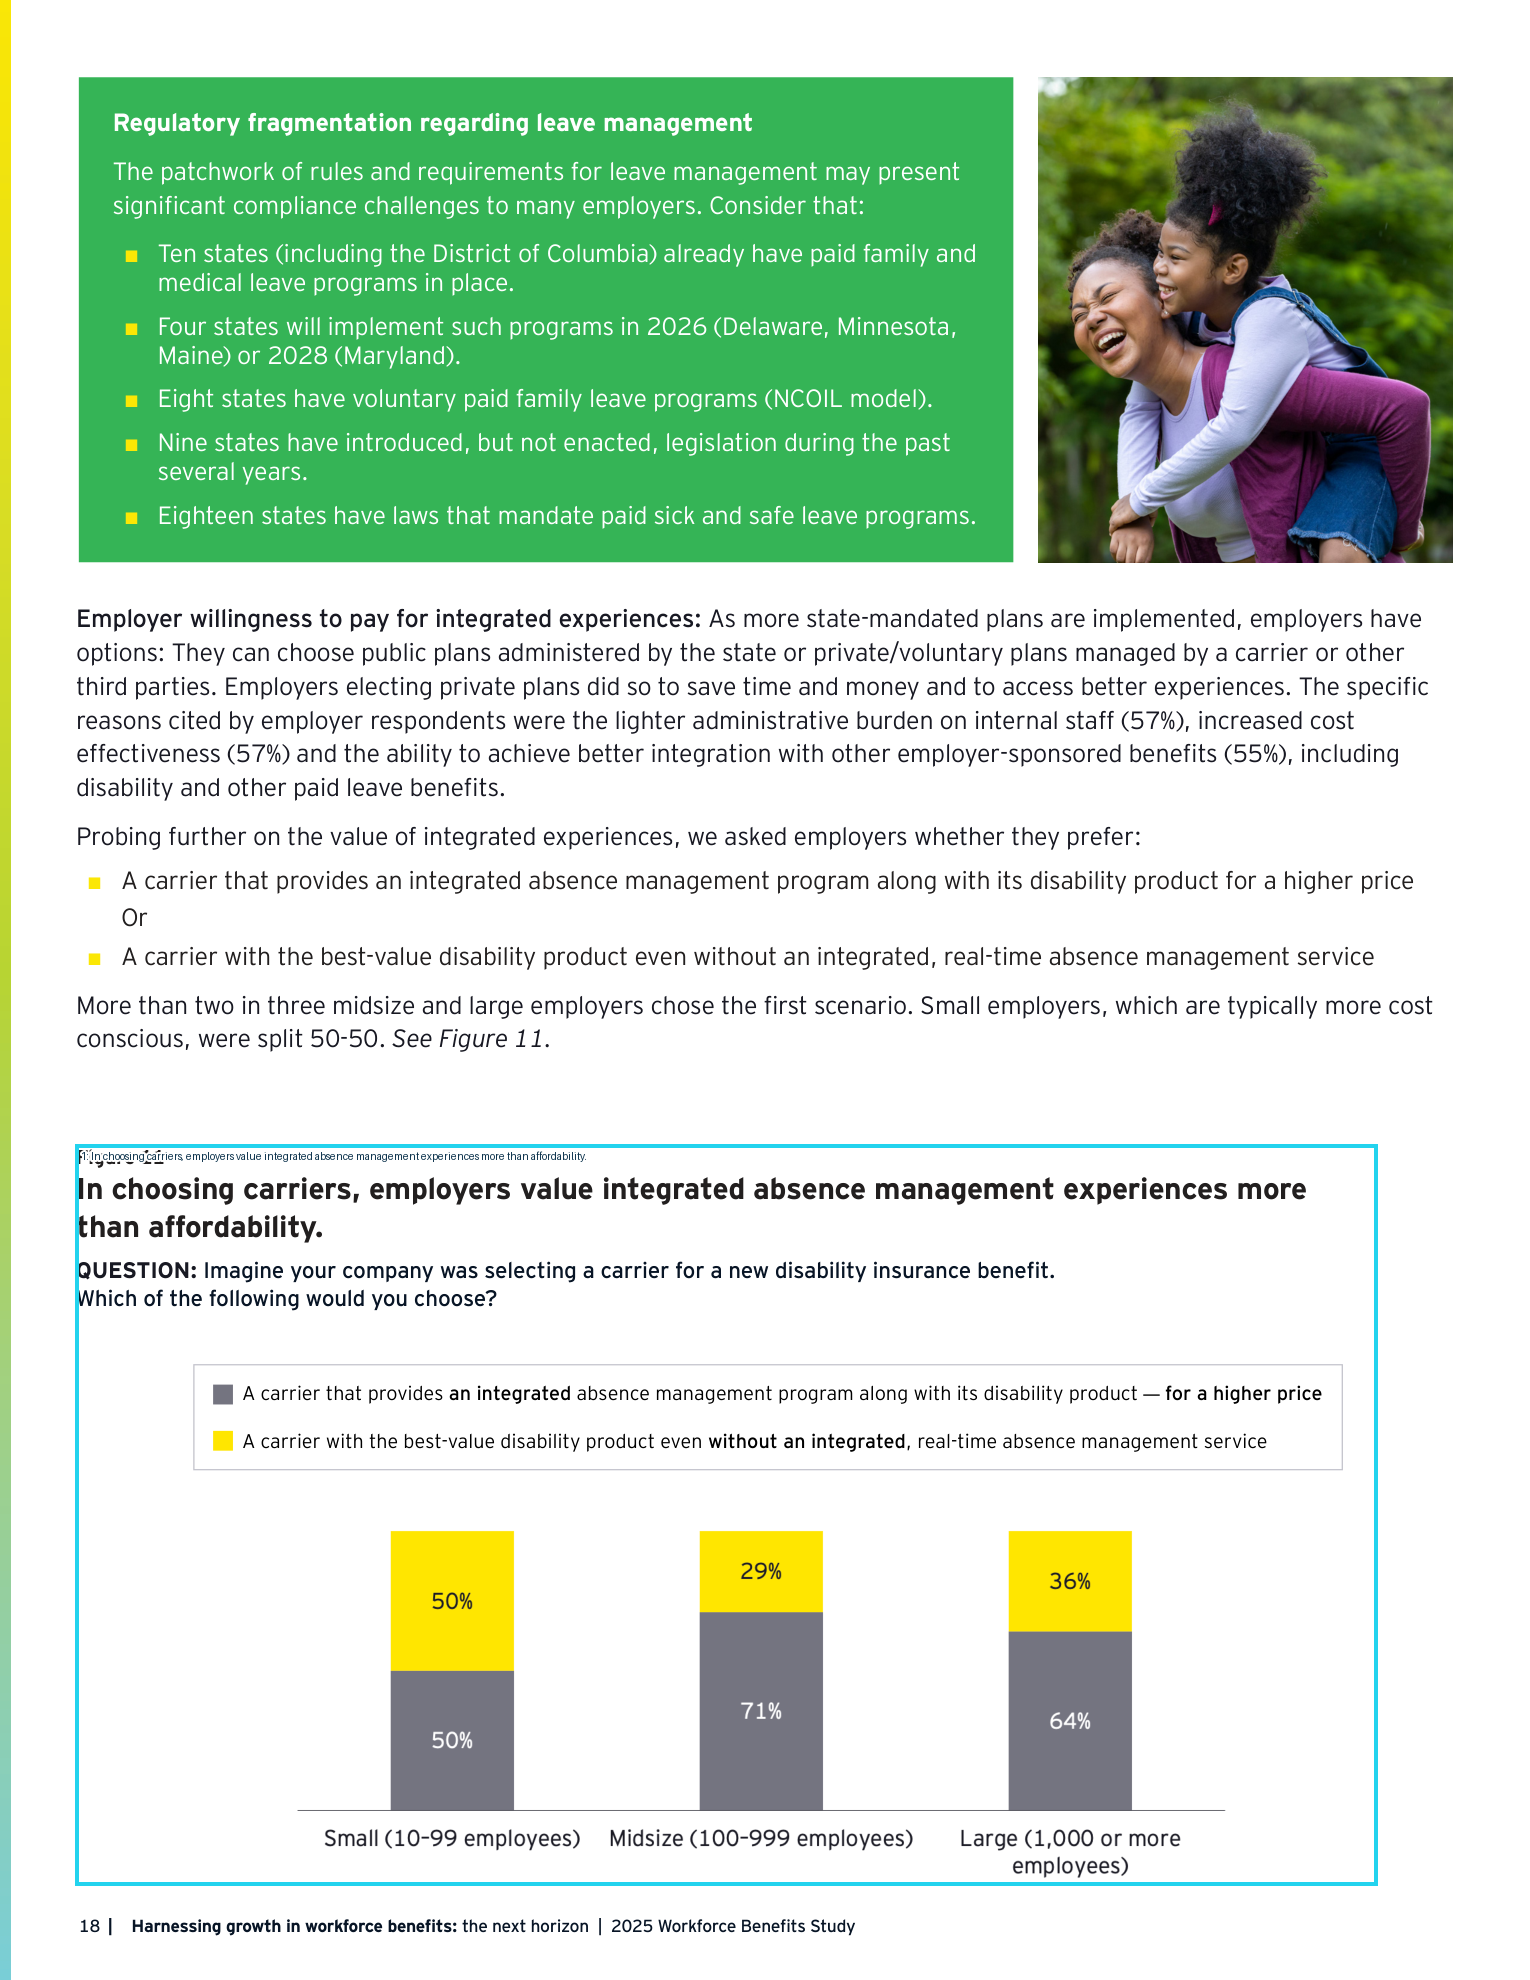 Regulatory fragmentation regarding leave management
The patchwork of rules and requirements for leave management may present
significant compliance challenges to many employers. Consider that:
Ten states (including the District of Columbia) already have paid family and
medical leave programs in place.
Four states will implement such programs in 2026 (Delaware, Minnesota,
Maine) or 2028 (Maryland).
Eight states have voluntary paid family leave programs (NCOIL model).
Nine states have introduced, but not enacted, legislation during the past
several years.
Eighteen states have laws that mandate paid sick and safe leave programs.
Employer willingness to pay for integrated experiences: As more state-mandated plans are implemented, employers have
options: They can choose public plans administered by the state or private/voluntary plans managed by a carrier or other
third parties. Employers electing private plans did so to save time and money and to access better experiences. The specific
reasons cited by employer respondents were the lighter administrative burden on internal staff (57%), increased cost
effectiveness (57%) and the ability to achieve better integration with other employer-sponsored benefits (55%), including
disability and other paid leave benefits.
Probing further on the value of integrated experiences, we asked employers whether they prefer:
A carrier that provides an integrated absence management program along with its disability product for a higher price
Or
A carrier with the best-value disability product even without an integrated, real-time absence management service
More than two in three midsize and large employers chose the first scenario. Small employers, which are typically more cost
conscious, were split 50-50. See Figure 11.
Figure 11
1: In choosing carriers, employers value integrated absence management experiences more than affordability.
In choosing carriers, employers value integrated absence management experiences more
than affordability.
QUESTION: Imagine your company was selecting a carrier for a new disability insurance benefit.
Which of the following would you choose?
A carrier that provides an integrated absence management program along with its disability product — for a higher price
A carrier with the best-value disability product even without an integrated, real-time absence management service
50% 29% 36%
50% 71% 64%
Small (10–99 employees) Midsize (100–999 employees) Large (1,000 or more
employees)
18 | Harnessing growth in workforce benefits: the next horizon | 2025 Workforce Benefits Study